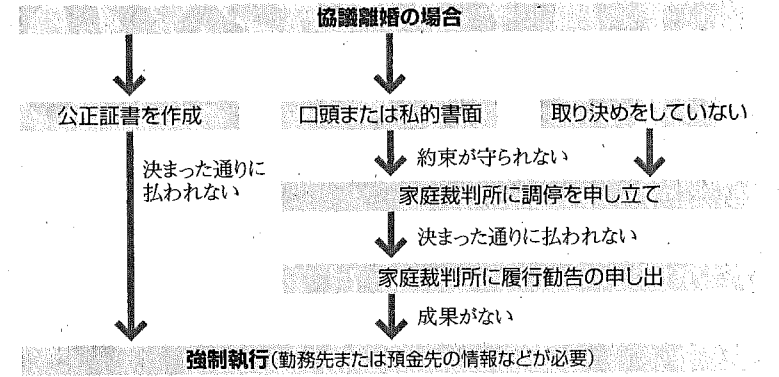 協議離婚の場合
公正証書を作成
口頭または私的書面
取り決めをしていない
決まった通りに
払われない
約束が守られない
家庭裁判所に調停を申し立て
決まった通りに払われない
家庭裁判所に履行勧告の申し出
成果がない
強制執行(勤務先または預金先の情報などが必要)